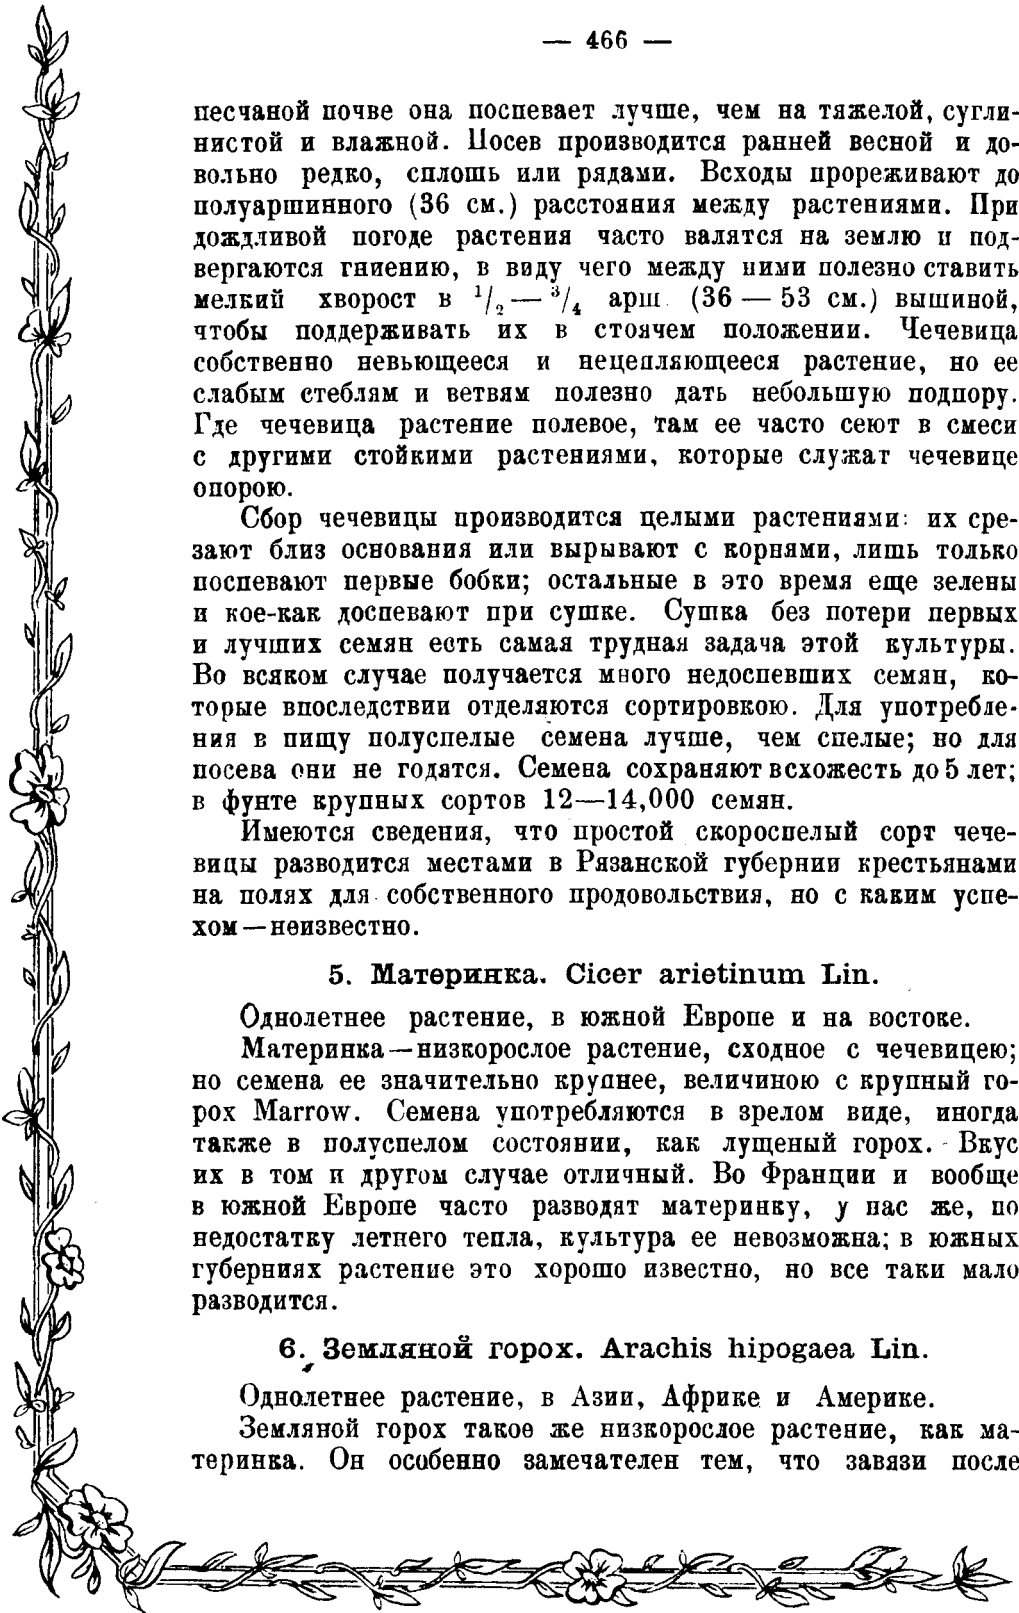 — 466 —
песчаной почве она поспевает лучше, чем на тяжелой, сугли-
нистой и влажной. Посев производится ранней весной и до-
вольно редко, сплошь или рядами. Всходы прореживают до
полуаршинного (36 см.) расстояния между растениями. При
дождливой погоде растения часто валятся на землю и под-
вергаются гниению, в виду чего между ними полезно ставить
мелкий хворост в ¹/₂ — ³/₄ арш. (36 — 53 см.) вышиной,
чтобы поддерживать их в стоячем положении. Чечевица
собственно невьющееся и нецепляющееся растение, но ее
слабым стеблям и ветвям полезно дать небольшую подпору.
Где чечевица растение полевое, там ее часто сеют в смеси
с другими стойкими растениями, которые служат чечевице
опорою.
Сбор чечевицы производится целыми растениями: их сре-
зают близ основания или вырывают с корнями, лишь только
поспевают первые бобки; остальные в это время еще зелены
и кое-как доспевают при сушке. Сушка без потери первых
и лучших семян есть самая трудная задача этой культуры.
Во всяком случае получается много недоспевших семян, ко-
торые впоследствии отделяются сортировкою. Для употребле-
ния в пищу полуспелые семена лучше, чем спелые; но для
посева они не годятся. Семена сохраняют всхожесть до 5 лет;
в фунте крупных сортов 12—14,000 семян.
Имеются сведения, что простой скороспелый сорт чече-
вицы разводится местами в Рязанской губернии крестьянами
на полях для собственного продовольствия, но с каким успе-
хом — неизвестно.
5. Материнка. Cicer arietinum Lin.
Однолетнее растение, в южной Европе и на востоке.
Материнка — низкорослое растение, сходное с чечевицею;
но семена ее значительно крупнее, величиною с крупный го-
рох Marrow. Семена употребляются в зрелом виде, иногда
также в полуспелом состоянии, как лущеный горох. Вкус
их в том и другом случае отличный. Во Франции и вообще
в южной Европе часто разводят материнку, у нас же, по
недостатку летнего тепла, культура ее невозможна; в южных
губерниях растение это хорошо известно, но все таки мало
разводится.
6. Земляной горох. Arachis hipogaea Lin.
Однолетнее растение, в Азии, Африке и Америке.
Земляной горох такое же низкорослое растение, как ма-
теринка. Он особенно замечателен тем, что завязи после